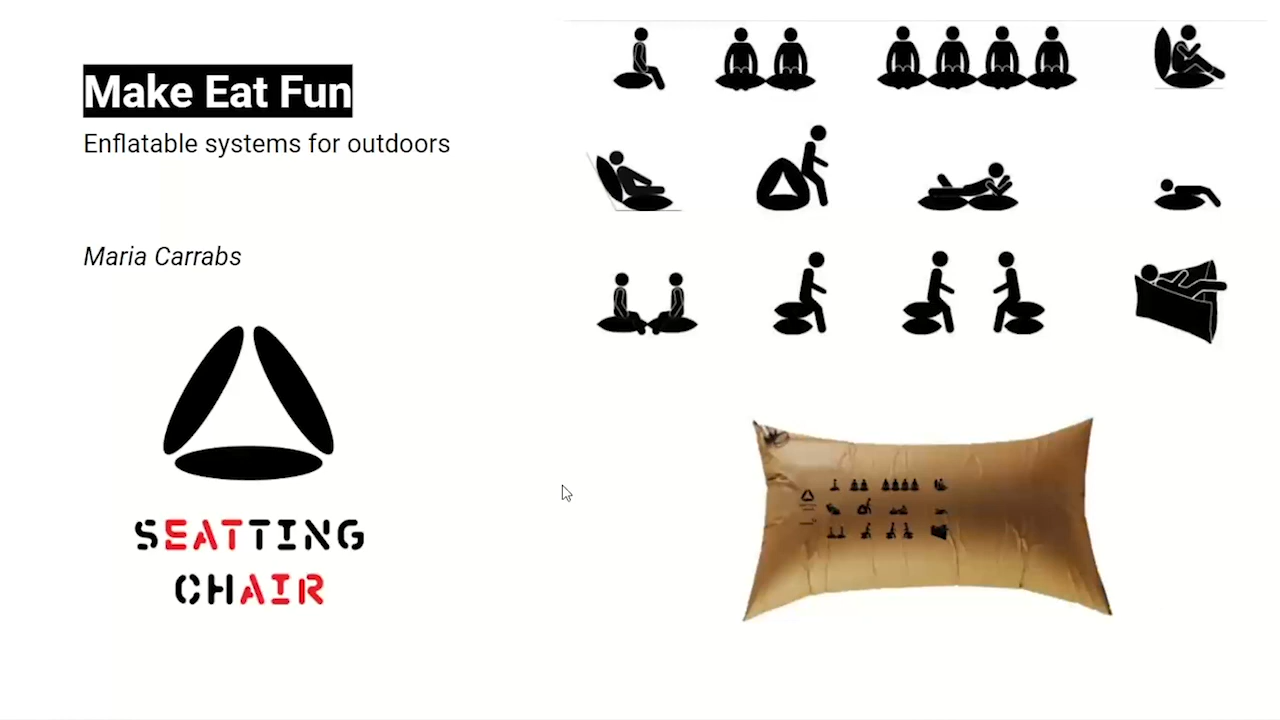 Make Eat Fun
Enflatable systems for outdoors
Maria Carrabs
SEATTING
CHAIR